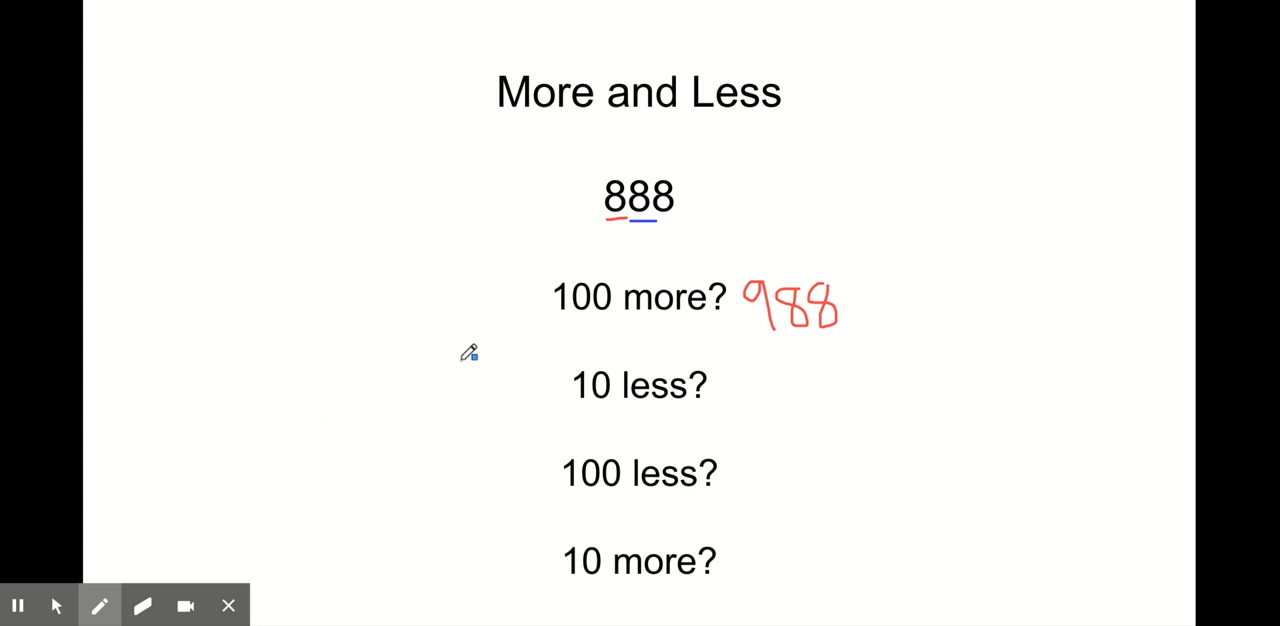 More and Less
888
100 more? 988
10 less?
100 less?
10 more?